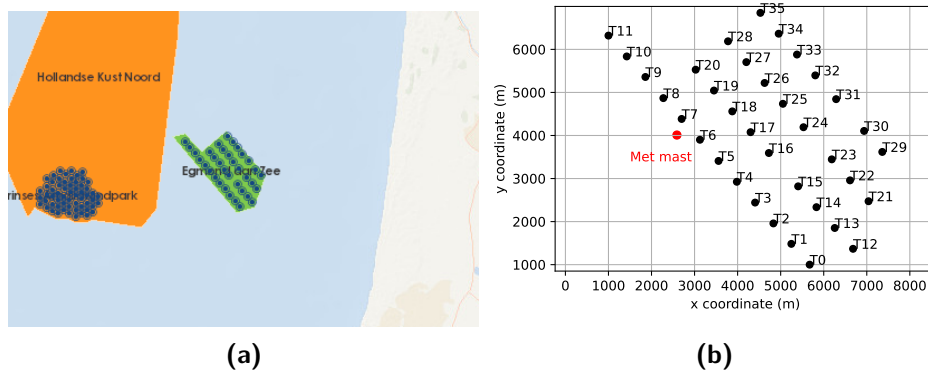 Hollandse Kust Noord
Egmond aan Zee
(a)
T35
T11
T34
T28
T10
T33
T27
T9
T20
T32
T26
T8
T19
T31
T25
T18
T7
T24
T30
T17
T6
Met mast
T16
T29
T5
T23
T4
T22
T15
T3
T21
T14
T2
T13
T1
T12
T0
6000
5000
4000
3000
2000
1000
y coordinate (m)
0 1000 2000 3000 4000 5000 6000 7000 8000
x coordinate (m)
(b)